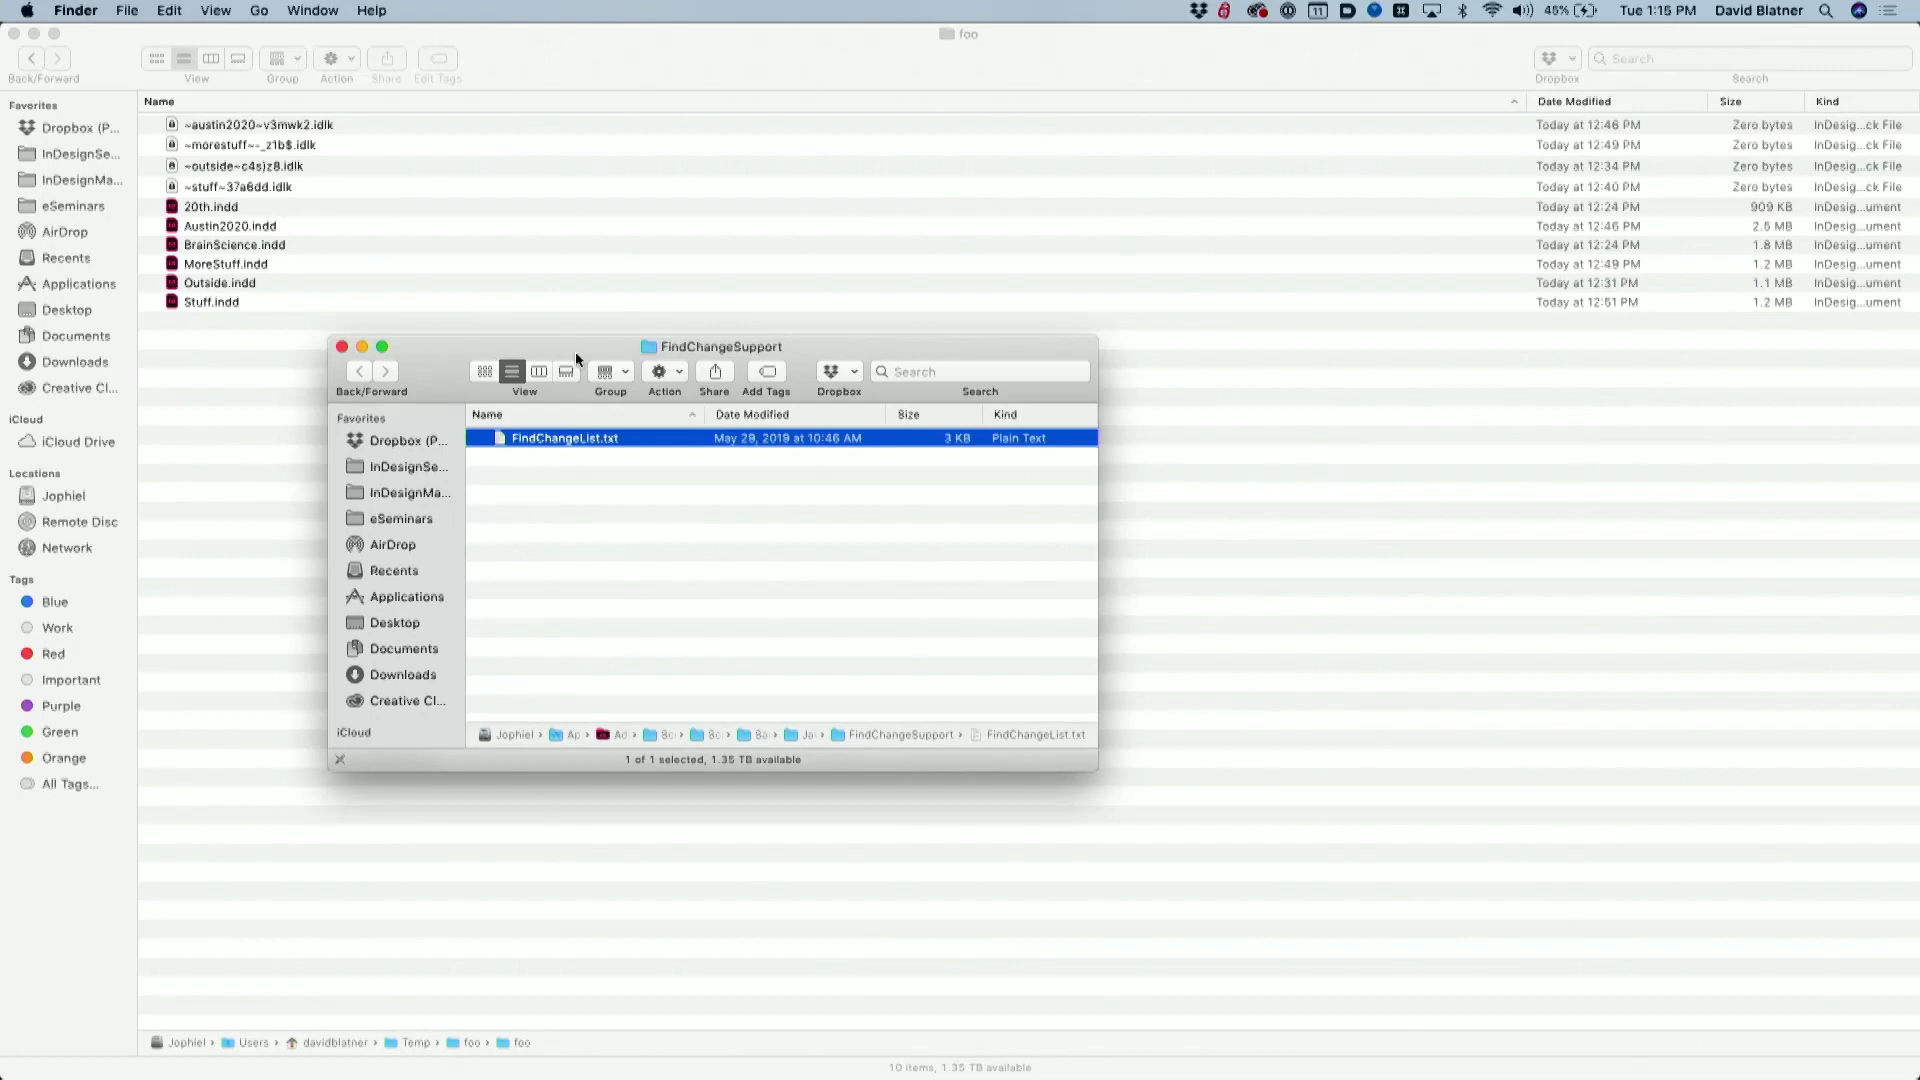 Finder File Edit View Go Window Help
11 45% Tue 1:15 PM David Blatner
foo
Search
Back/Forward View Group Action Share Edit Tags Dropbox Search
Name Date Modified Size Kind
~austin2020~v3mwk2.idlk Today at 12:46 PM Zero bytes InDesig...ck File
~morestuff~-_z1b$.idlk Today at 12:49 PM Zero bytes InDesig...ck File
~outside~c4s)z8.idlk Today at 12:34 PM Zero bytes InDesig...ck File
~stuff~37a6dd.idlk Today at 12:40 PM Zero bytes InDesig...ck File
20th.indd Today at 12:24 PM 909 KB InDesig...ument
Austin2020.indd Today at 12:46 PM 2.5 MB InDesig...ument
BrainScience.indd Today at 12:24 PM 1.8 MB InDesig...ument
MoreStuff.indd Today at 12:49 PM 1.2 MB InDesig...ument
Outside.indd Today at 12:31 PM 1.1 MB InDesig...ument
Stuff.indd Today at 12:51 PM 1.2 MB InDesig...ument
Favorites
Dropbox (P...
InDesignSe...
InDesignMa...
eSeminars
AirDrop
Recents
Applications
Desktop
Documents
Downloads
Creative Cl...
iCloud
iCloud Drive
Locations
Jophiel
Remote Disc
Network
Tags
Blue
Work
Red
Important
Purple
Green
Orange
All Tags...
FindChangeSupport
Search
Back/Forward View Group Action Share Add Tags Dropbox Search
Name Date Modified Size Kind
FindChangeList.txt May 29, 2019 at 10:46 AM 3 KB Plain Text
Favorites
Dropbox (P...
InDesignSe...
InDesignMa...
eSeminars
AirDrop
Recents
Applications
Desktop
Documents
Downloads
Creative Cl...
iCloud
Jophiel › Ap › Ad › Sc › Sc › Sa › Ja › FindChangeSupport › FindChangeList.txt
1 of 1 selected, 1.35 TB available
Jophiel › Users › davidblatner › Temp › foo › foo
10 items, 1.35 TB available